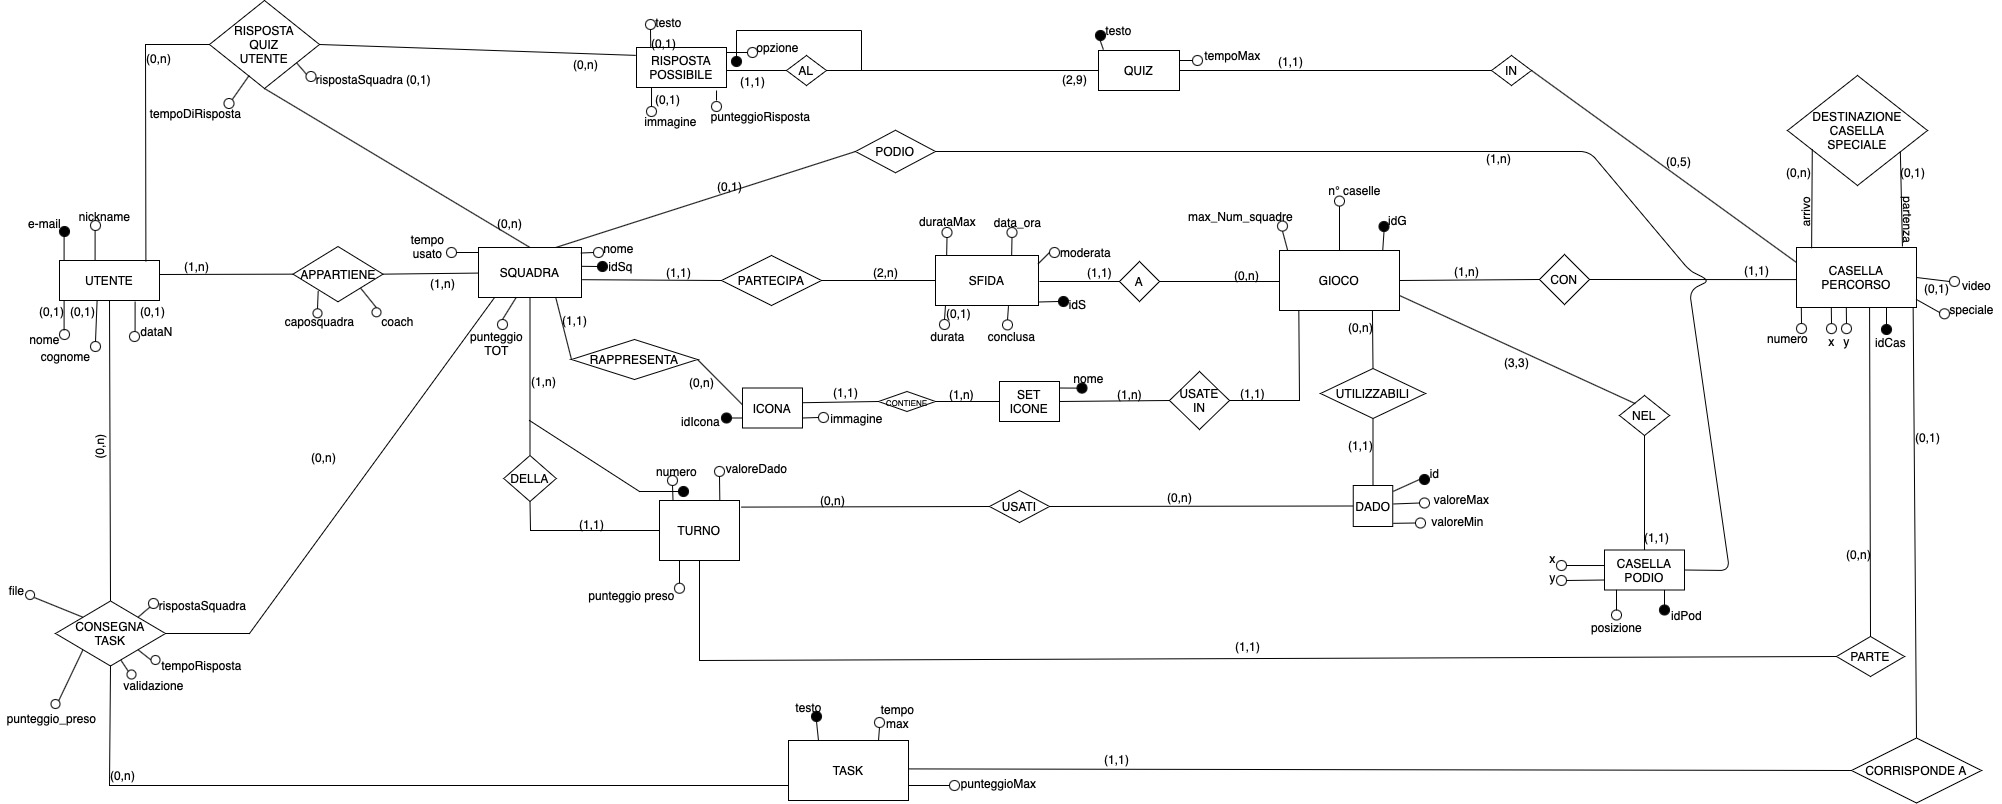 RISPOSTA
QUIZ
UTENTE
(0,n)
(0,n)
rispostaSquadra (0,1)
tempoDiRisposta
testo
(0,1)
RISPOSTA
POSSIBILE
opzione
(1,1)
AL
(0,1)
immagine
punteggioRisposta
testo
(2,9)
QUIZ
tempoMax
(1,1)
IN
(0,5)
DESTINAZIONE
CASELLA
SPECIALE
(0,n)
(0,1)
arrivo
partenza
PODIO
(0,1)
(1,n)
(0,n)
e-mail
nickname
UTENTE
(0,1)
(0,1)
(0,1)
nome
cognome
dataN
(1,n)
APPARTIENE
caposquadra
coach
(1,n)
tempo
usato
SQUADRA
nome
idSq
punteggio
TOT
(1,1)
PARTECIPA
(2,n)
durataMax
data_ora
moderata
SFIDA
idS
(0,1)
durata
conclusa
(1,1)
A
(0,n)
max_Num_squadre
n° caselle
idG
GIOCO
(1,n)
CON
(1,1)
CASELLA
PERCORSO
(0,1)
video
speciale
numero
x
y
idCas
(1,1)
RAPPRESENTA
(0,n)
ICONA
idIcona
immagine
(1,1)
CONTIENE
(1,n)
SET
ICONE
nome
(1,n)
USATE
IN
(1,1)
(0,n)
UTILIZZABILI
(1,1)
(3,3)
NEL
(1,1)
(1,n)
DELLA
(1,1)
numero
valoreDado
TURNO
punteggio preso
(0,n)
USATI
(0,n)
DADO
id
valoreMax
valoreMin
x
y
CASELLA
PODIO
posizione
idPod
(0,n)
(0,1)
(0,n)
(0,n)
file
rispostaSquadra
CONSEGNA
TASK
tempoRisposta
validazione
punteggio_preso
(1,1)
PARTE
(0,n)
testo
tempo
max
TASK
punteggioMax
(1,1)
CORRISPONDE A